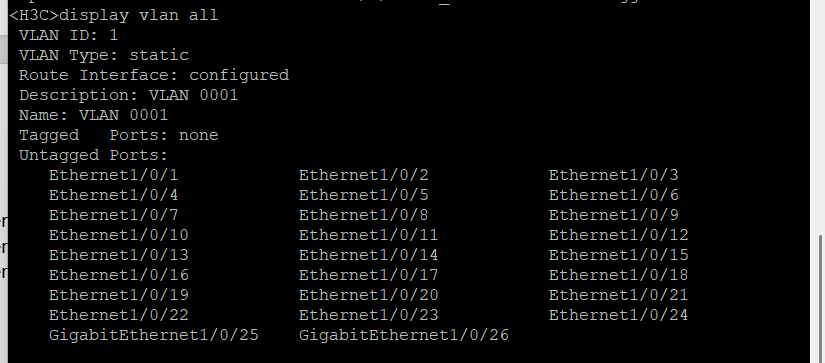 <H3C>display vlan all
VLAN ID: 1
VLAN Type: static
Route Interface: configured
Description: VLAN 0001
Name: VLAN 0001
Tagged   Ports: none
Untagged Ports:
Ethernet1/0/1 Ethernet1/0/2 Ethernet1/0/3
Ethernet1/0/4 Ethernet1/0/5 Ethernet1/0/6
Ethernet1/0/7 Ethernet1/0/8 Ethernet1/0/9
Ethernet1/0/10 Ethernet1/0/11 Ethernet1/0/12
Ethernet1/0/13 Ethernet1/0/14 Ethernet1/0/15
Ethernet1/0/16 Ethernet1/0/17 Ethernet1/0/18
Ethernet1/0/19 Ethernet1/0/20 Ethernet1/0/21
Ethernet1/0/22 Ethernet1/0/23 Ethernet1/0/24
GigabitEthernet1/0/25 GigabitEthernet1/0/26